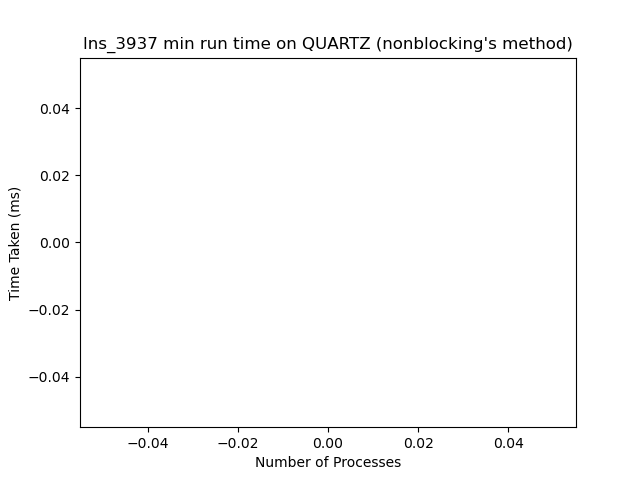 lns_3937 min run time on QUARTZ (nonblocking's method)
0.04
0.02
0.00
−0.02
−0.04
Time Taken (ms)
−0.04 −0.02 0.00 0.02 0.04
Number of Processes